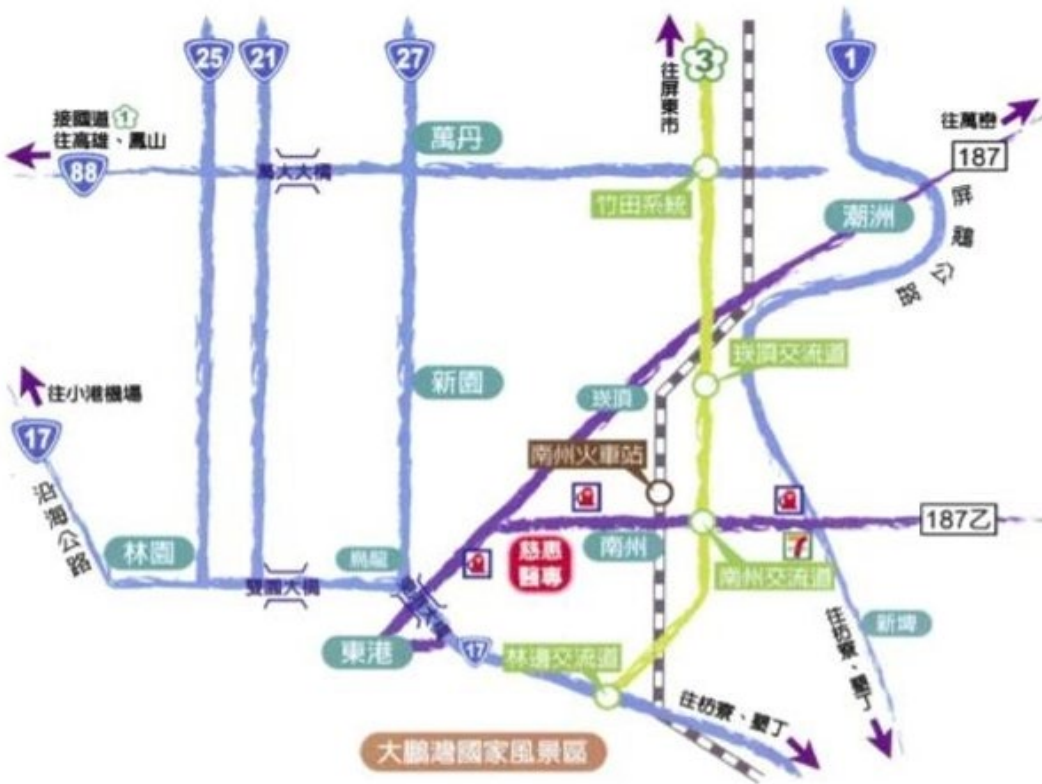 25
21
27
往屏東市
3
1
接國道 1
往高雄、鳳山
88
萬大大橋
萬丹
竹田系統
往萬巒
187
潮洲
屏鵝公路
往小港機場
17
沿海公路
新園
崁頂
崁頂交流道
南州火車站
187乙
林園
烏龍
雙園大橋
慈惠
醫專
南州
7
南州交流道
東港
大橋
17
林邊交流道
新埤
往枋寮、墾丁
往枋寮、墾丁
大鵬灣國家風景區